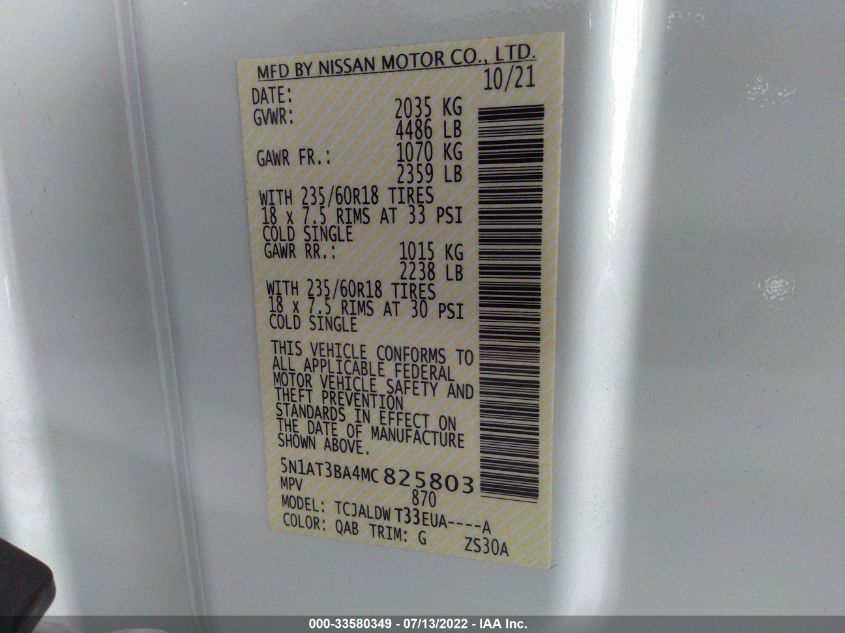 MFD BY NISSAN MOTOR CO., LTD.
DATE: 10/21
GVWR: 2035 KG
4486 LB
GAWR FR.: 1070 KG
2359 LB
WITH 235/60R18 TIRES
18 x 7.5 RIMS AT 33 PSI
COLD SINGLE
GAWR RR.: 1015 KG
2238 LB
WITH 235/60R18 TIRES
18 x 7.5 RIMS AT 30 PSI
COLD SINGLE
THIS VEHICLE CONFORMS TO
ALL APPLICABLE FEDERAL
MOTOR VEHICLE SAFETY AND
THEFT PREVENTION
STANDARDS IN EFFECT ON
THE DATE OF MANUFACTURE
SHOWN ABOVE.
5N1AT3BA4MC825803
MPV 870
MODEL: TCJALDW T33EUA----A
COLOR: QAB TRIM: G ZS30A
000-33580349 - 07/13/2022 - IAA Inc.